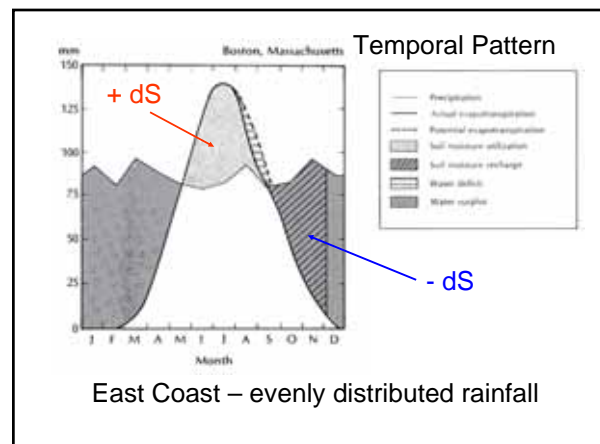 Temporal Pattern
mm
Boston, Massachusetts
150
125
100
75
50
25
0
+ dS
- dS
Precipitation
Actual evapotranspiration
Potential evapotranspiration
Soil moisture utilization
Soil moisture recharge
Water deficit
Water surplus
J F M A M J J A S O N D
Month
East Coast – evenly distributed rainfall